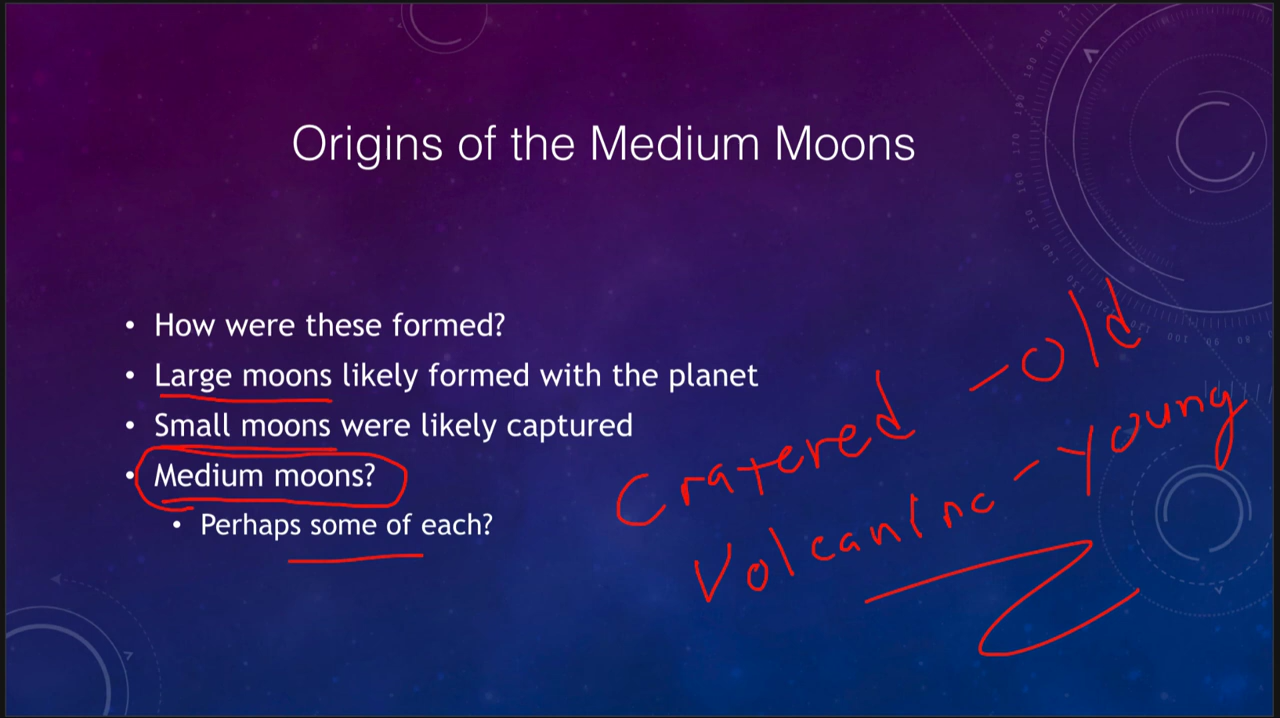 Origins of the Medium Moons
• How were these formed?
• Large moons likely formed with the planet
• Small moons were likely captured
• Medium moons?
• Perhaps some of each?
Cratered - old
Volcaninc - young